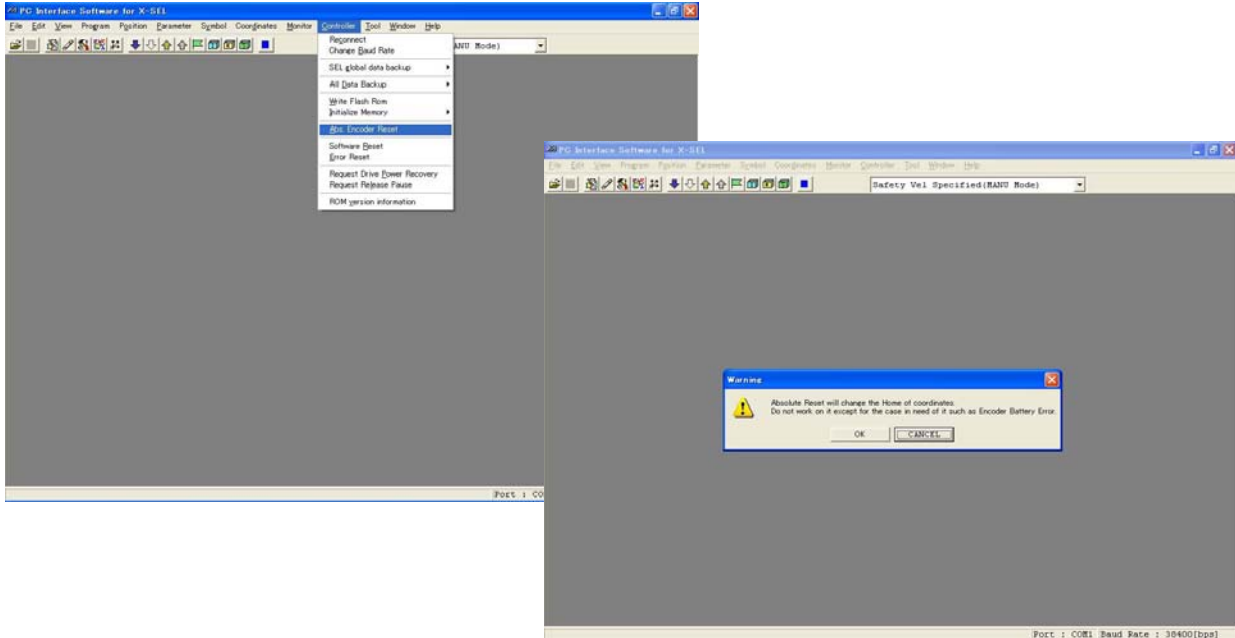 PC Interface Software for X-SEL
File Edit View Program Position Parameter Symbol Coordinates Monitor Controller Tool Window Help
ANU Mode)
Reconnect
Change Baud Rate
SEL global data backup
All Data Backup
Write Flash Rom
Initialize Memory
Abs. Encoder Reset
Software Reset
Error Reset
Request Drive Power Recovery
Request Release Pause
ROM version information
Port : CO
PC Interface Software for X-SEL
File Edit View Program Position Parameter Symbol Coordinates Monitor Controller Tool Window Help
Safety Vel Specified(MANU Mode)
Warning
Absolute Reset will change the Home of coordinates.
Do not work on it except for the case in need of it such as Encoder Battery Error.
OK CANCEL
Port : COM1 Baud Rate : 38400[bps]